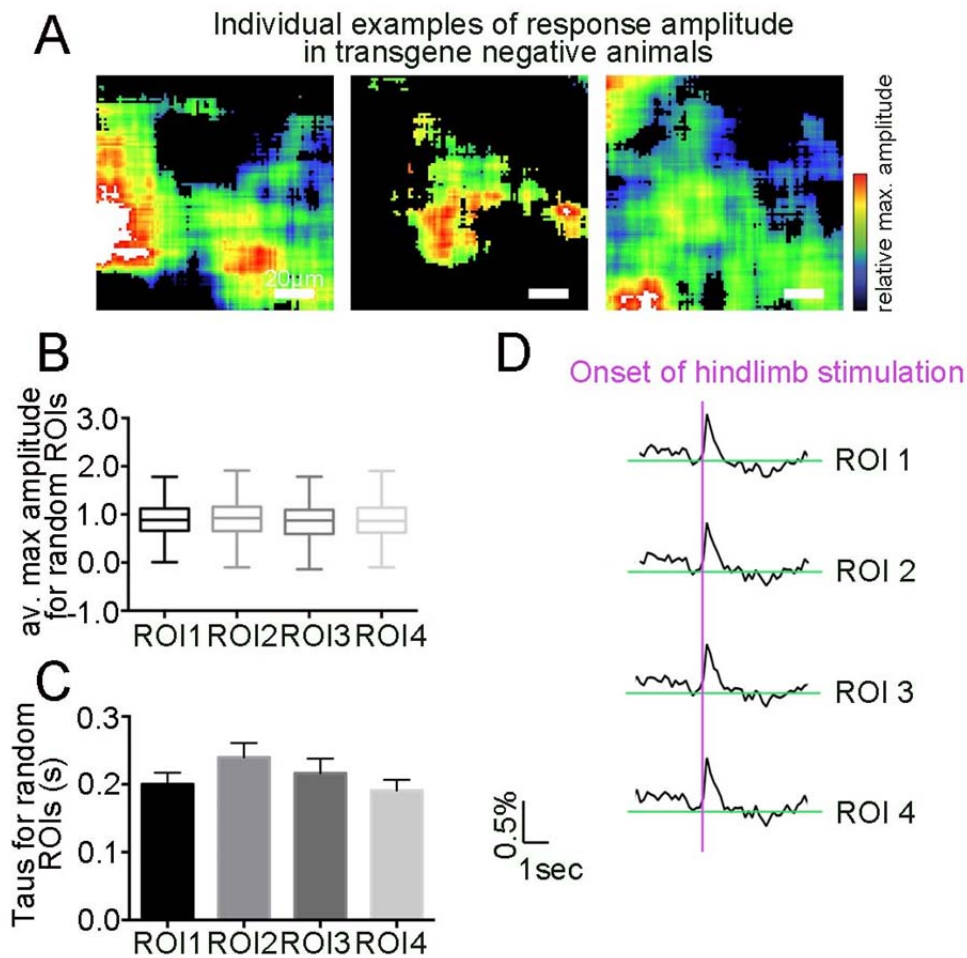 A
Individual examples of response amplitude
in transgene negative animals
20µm
relative max. amplitude
B
av. max amplitude
for random ROIs
3.0
2.0
1.0
0.0
-1.0
ROI1 ROI2 ROI3 ROI4
C
Taus for random
ROIs (s)
0.3
0.2
0.1
0.0
ROI1 ROI2 ROI3 ROI4
D
Onset of hindlimb stimulation
ROI 1
ROI 2
ROI 3
ROI 4
0.5%
1sec